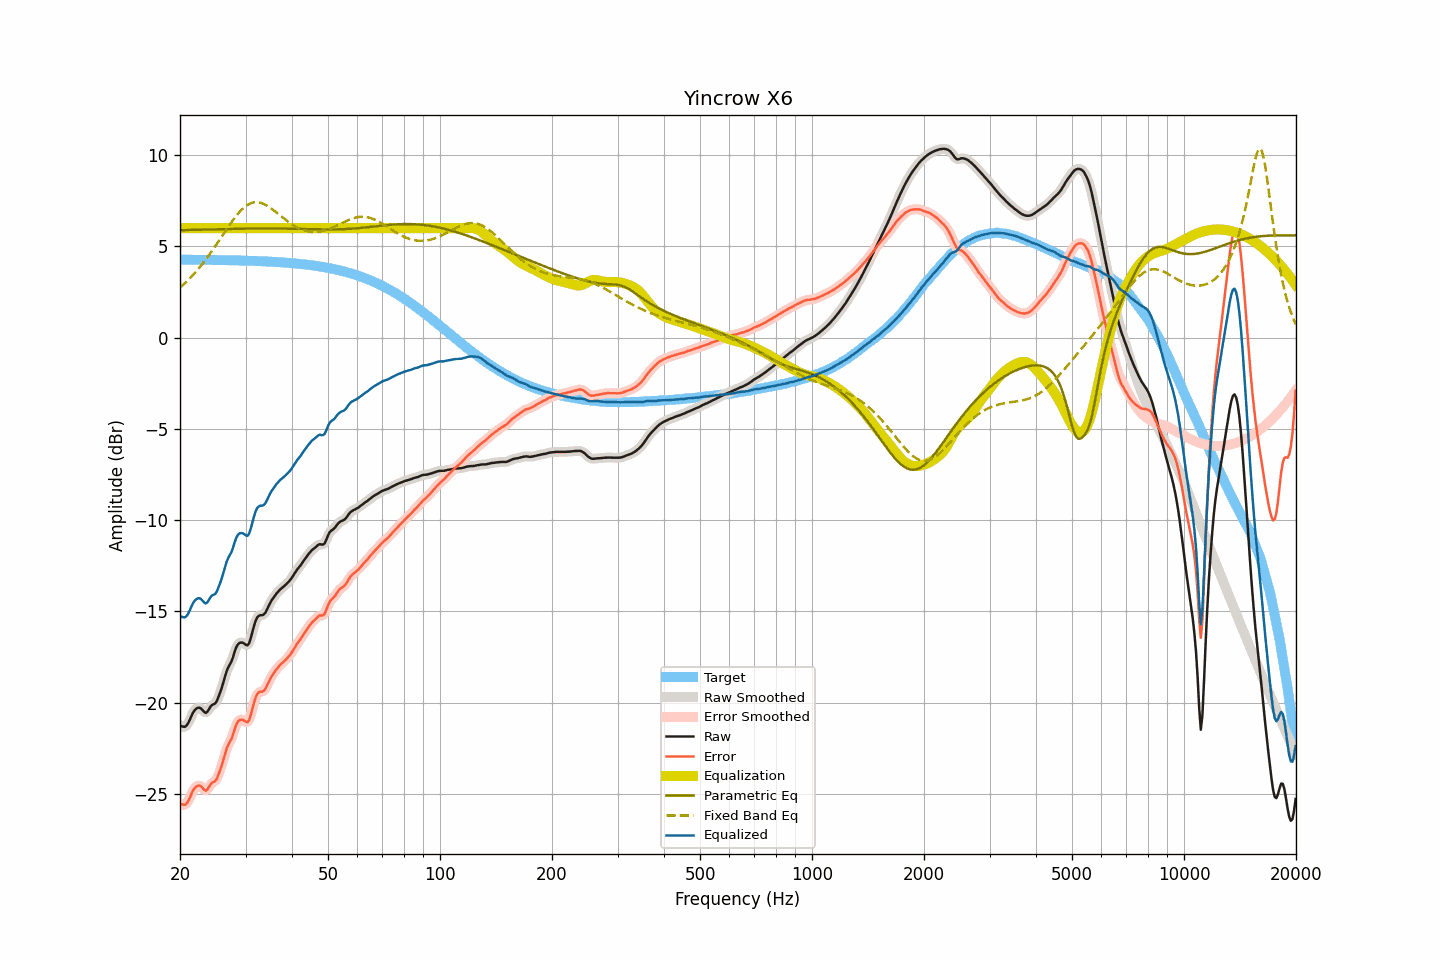 Yincrow X6
Amplitude (dBr)
10
5
0
−5
−10
−15
−20
−25
Target
Raw Smoothed
Error Smoothed
Raw
Error
Equalization
Parametric Eq
Fixed Band Eq
Equalized
20 50 100 200 500 1000 2000 5000 10000 20000
Frequency (Hz)